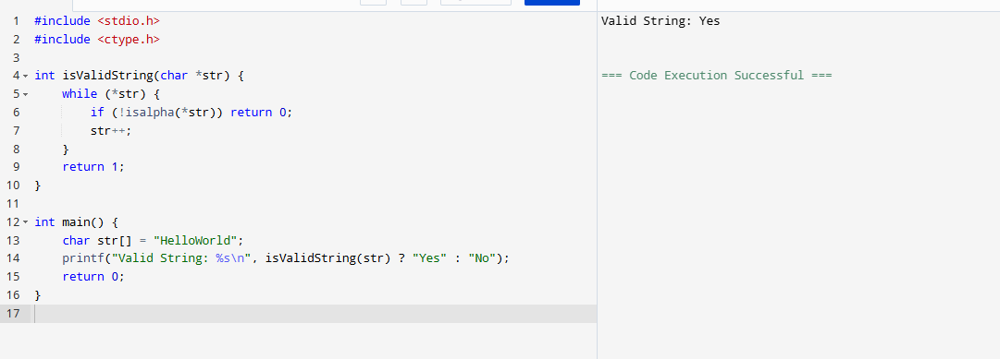 1 #include <stdio.h>
2 #include <ctype.h>
3
4 int isValidString(char *str) {
5     while (*str) {
6         if (!isalpha(*str)) return 0;
7         str++;
8     }
9     return 1;
10 }
11
12 int main() {
13     char str[] = "HelloWorld";
14     printf("Valid String: %s\n", isValidString(str) ? "Yes" : "No");
15     return 0;
16 }
17
Valid String: Yes
=== Code Execution Successful ===